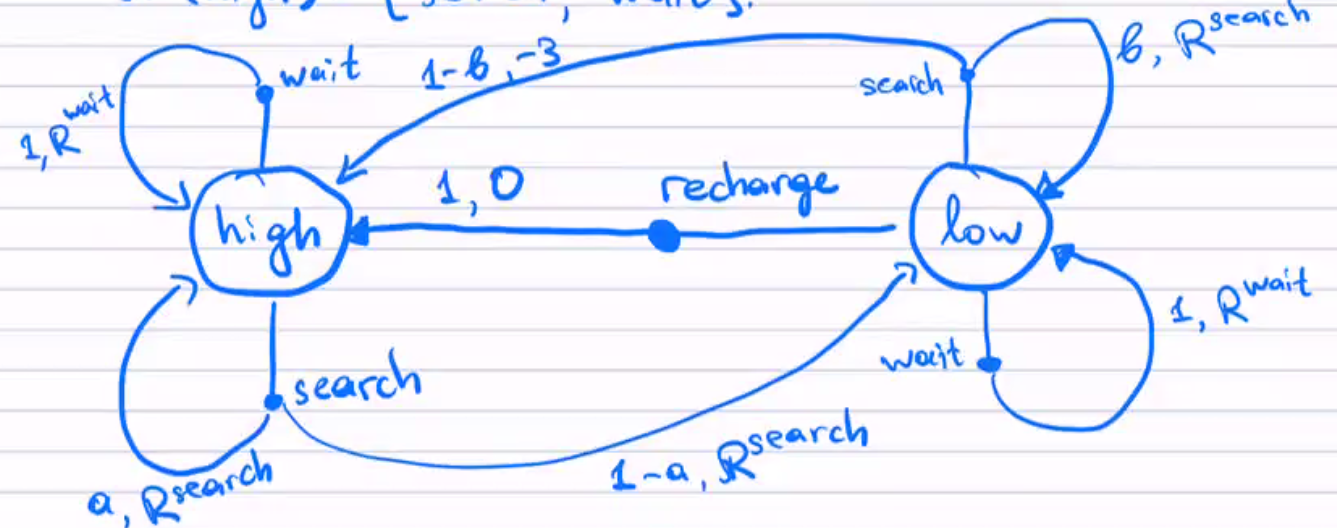 wait
1-b, -3
search
b, R^search
1, R^wait
1, 0
recharge
high
low
1, R^wait
wait
search
1-a, R^search
a, R^search